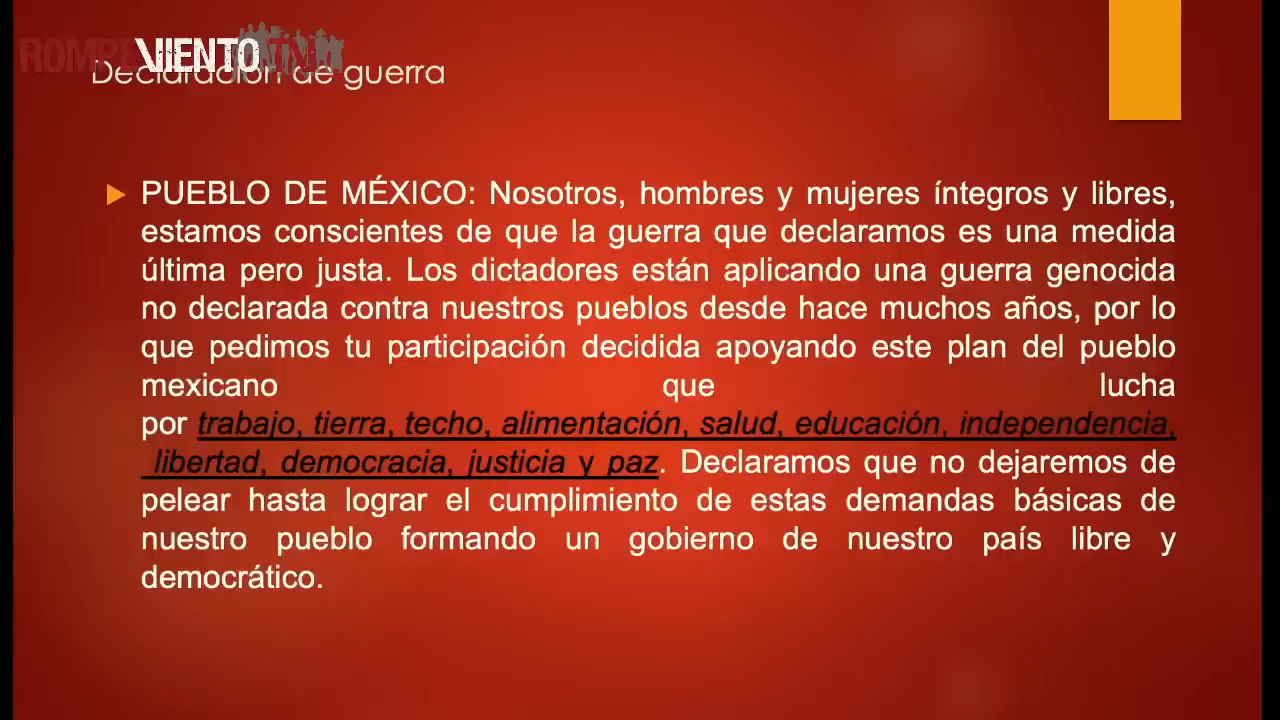 ROMPEVIENTO
Declaración de guerra
PUEBLO DE MÉXICO: Nosotros, hombres y mujeres íntegros y libres,
estamos conscientes de que la guerra que declaramos es una medida
última pero justa. Los dictadores están aplicando una guerra genocida
no declarada contra nuestros pueblos desde hace muchos años, por lo
que pedimos tu participación decidida apoyando este plan del pueblo
mexicano que lucha
por trabajo, tierra, techo, alimentación, salud, educación, independencia,
libertad, democracia, justicia y paz. Declaramos que no dejaremos de
pelear hasta lograr el cumplimiento de estas demandas básicas de
nuestro pueblo formando un gobierno de nuestro país libre y
democrático.